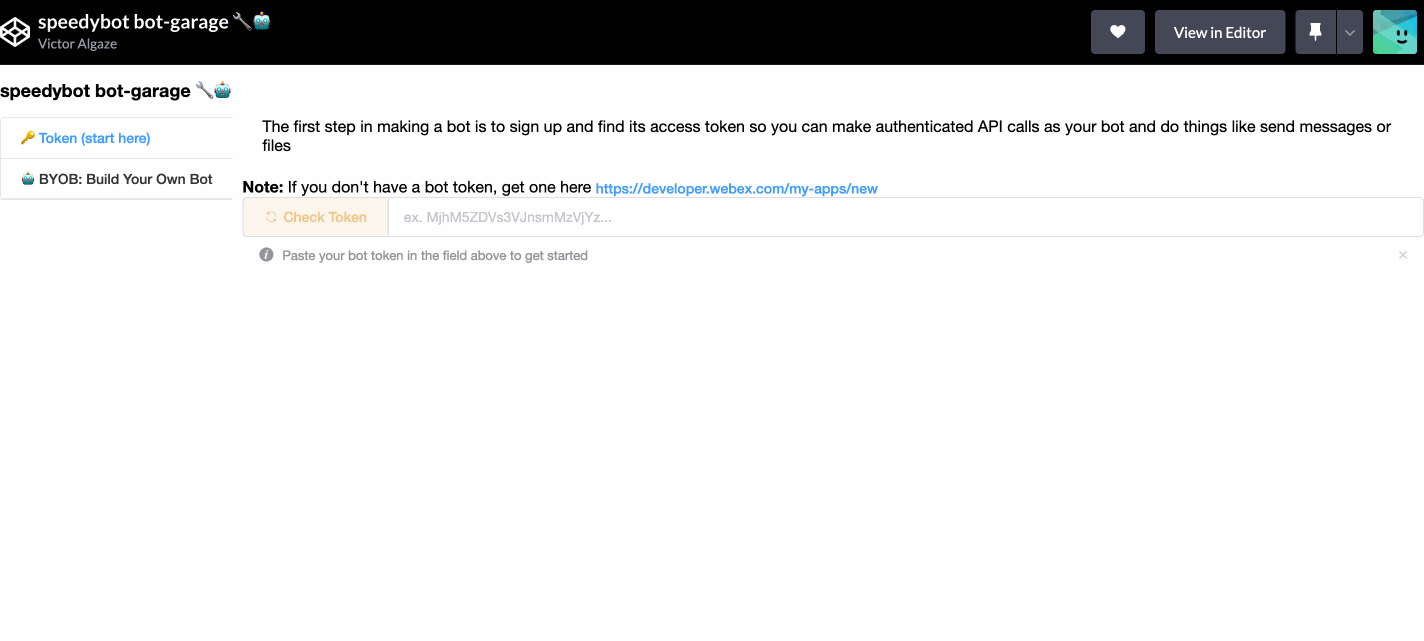 speedybot bot-garage 🔧🤖
Victor Algaze
View in Editor
speedybot bot-garage 🔧🤖
🔑 Token (start here)
🤖 BYOB: Build Your Own Bot
The first step in making a bot is to sign up and find its access token so you can make authenticated API calls as your bot and do things like send messages or
files
Note: If you don't have a bot token, get one here https://developer.webex.com/my-apps/new
Check Token
ex. MjhM5ZDVs3VJnsmMzVjYz...
Paste your bot token in the field above to get started